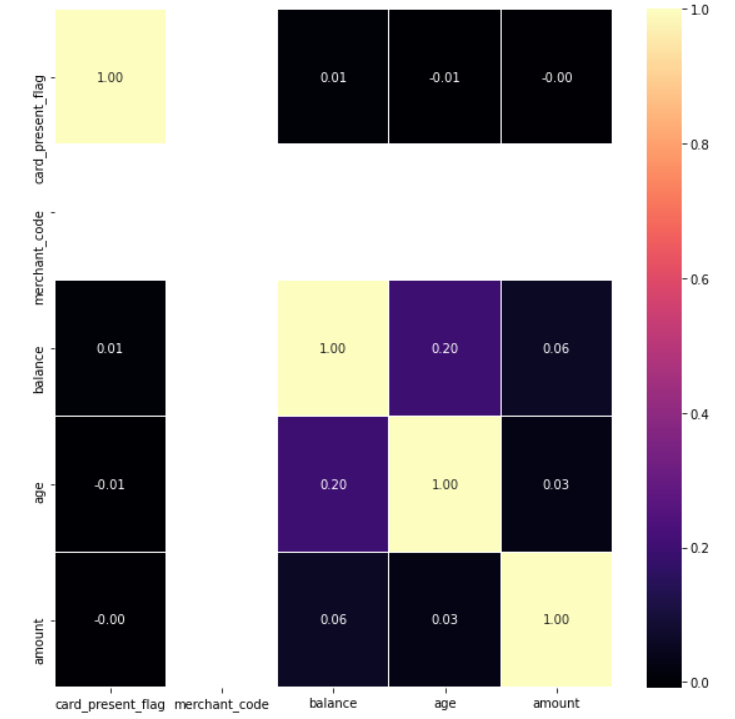 card_present_flag 1.00 0.01 -0.01 -0.00
merchant_code
balance 0.01 1.00 0.20 0.06
age -0.01 0.20 1.00 0.03
amount -0.00 0.06 0.03 1.00
card_present_flag merchant_code balance age amount
1.0
0.8
0.6
0.4
0.2
0.0